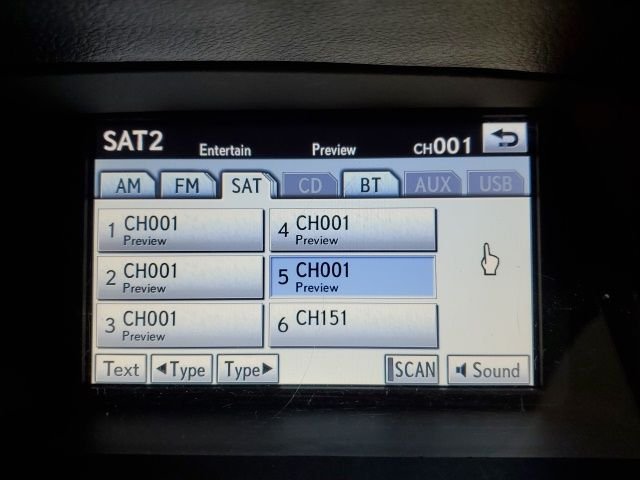 SAT2 Entertain Preview CH001
AM FM SAT CD BT AUX USB
1 CH001
Preview
4 CH001
Preview
2 CH001
Preview
5 CH001
Preview
3 CH001
Preview
6 CH151
Text ◀Type Type▶ SCAN Sound